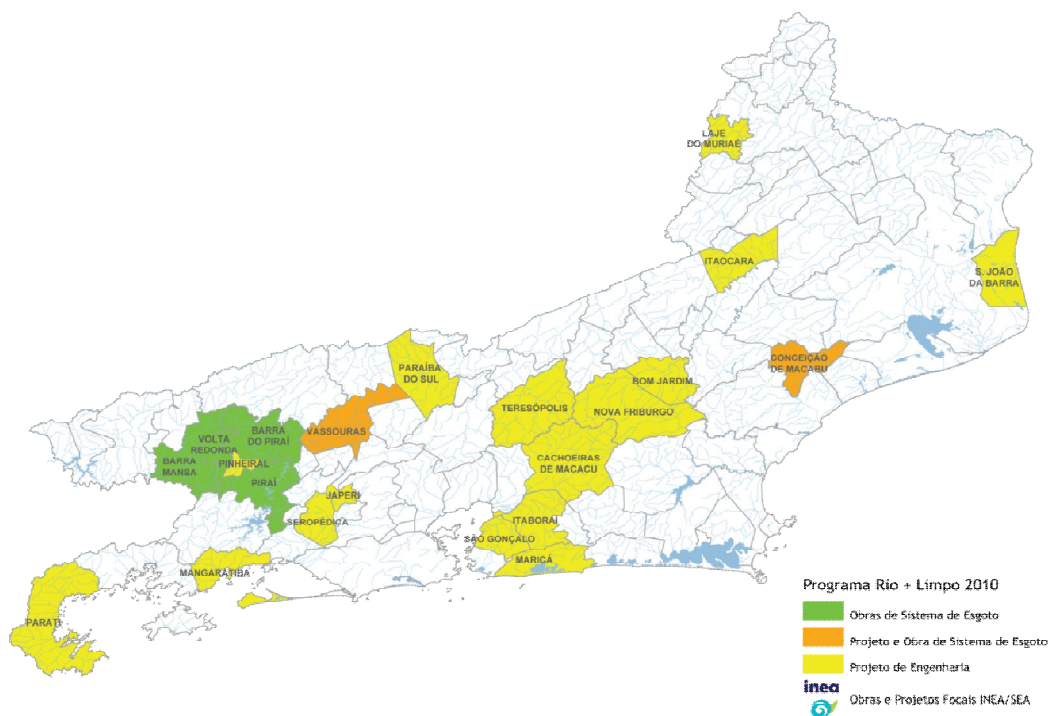 LAJE
DO MURIAÉ
ITAOCARA
S. JOÃO
DA BARRA
CONCEIÇÃO
DE MACABU
PARAÍBA
DO SUL
BOM JARDIM
TERESÓPOLIS
NOVA FRIBURGO
VASSOURAS
VOLTA
REDONDA
BARRA
DO PIRAÍ
BARRA
MANSA
PINHEIRAL
PIRAÍ
CACHOEIRAS
DE MACACU
JAPERI
SEROPÉDICA
ITABORAÍ
SÃO GONÇALO
MARICÁ
MANGARATIBA
PARATI
Programa Rio + Limpo 2010
Obras de Sistema de Esgoto
Projeto e Obra de Sistema de Esgoto
Projeto de Engenharia
inea
Obras e Projetos Focais INEA/SEA